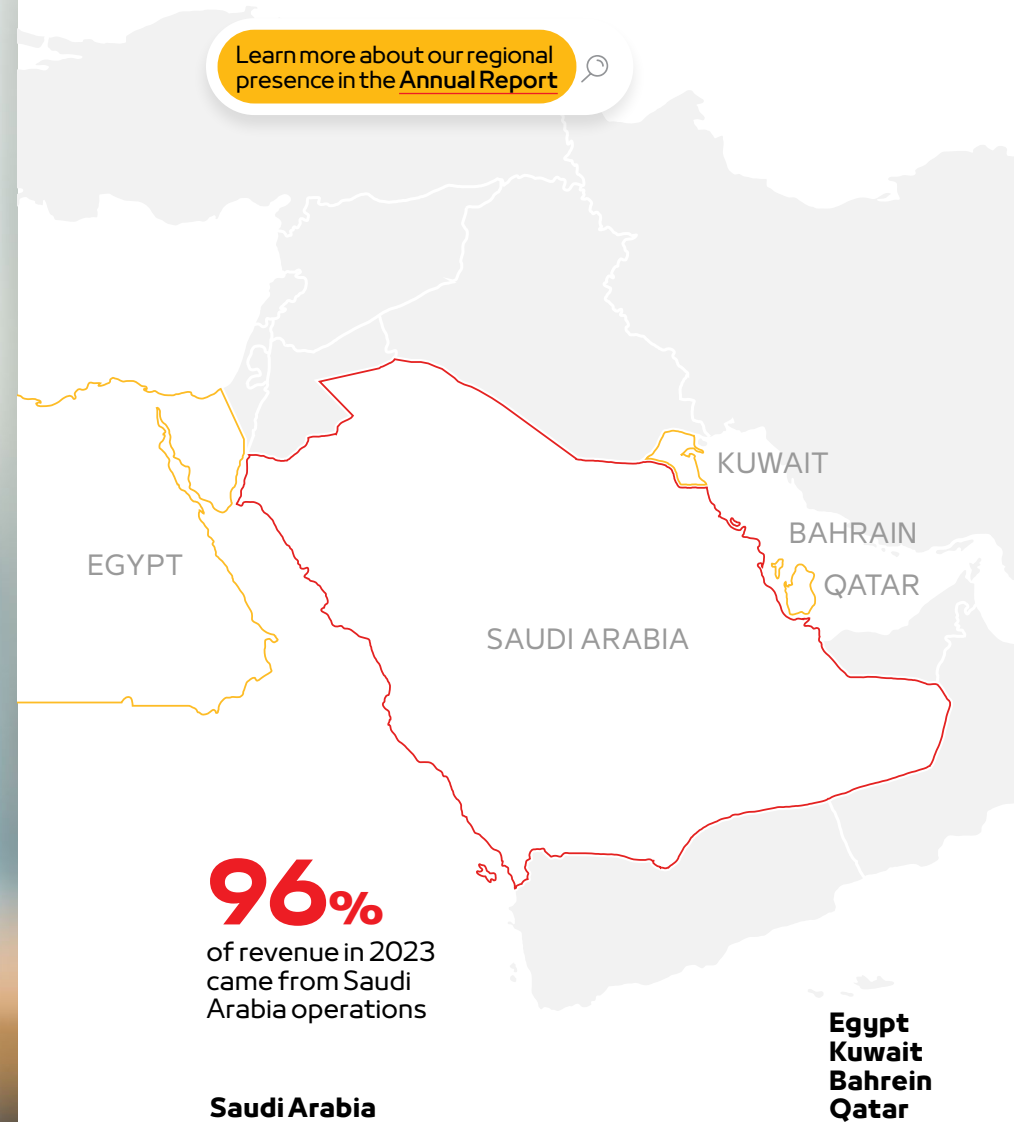 Learn more about our regional
presence in the Annual Report
KUWAIT
BAHRAIN
EGYPT
QATAR
SAUDI ARABIA
96%
of revenue in 2023
came from Saudi
Arabia operations
Saudi Arabia
Egypt
Kuwait
Bahrein
Qatar